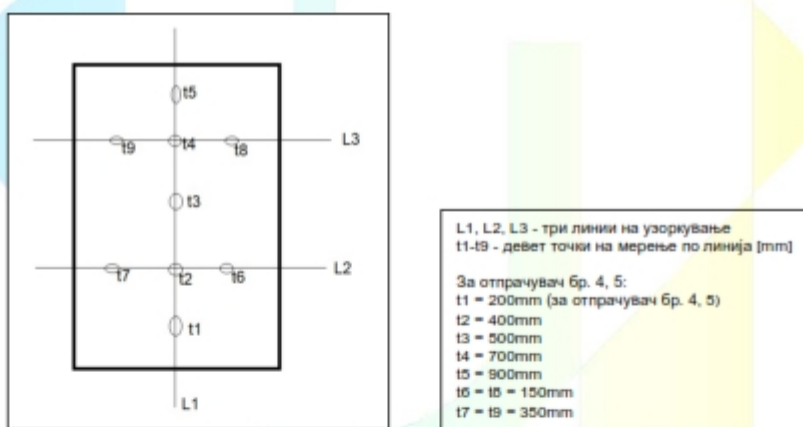 t5
L3
t9
t4
t8
t3
t7
t2
t6
L2
t1
L1
L1, L2, L3 - три линии на узоркување
t1-t9 - девет точки на мерење по линија [mm]
За отпрачувач бр. 4, 5:
t1 = 200mm (за отпрачувач бр. 4, 5)
t2 = 400mm
t3 = 500mm
t4 = 700mm
t5 = 900mm
t6 = t8 = 150mm
t7 = t9 = 350mm